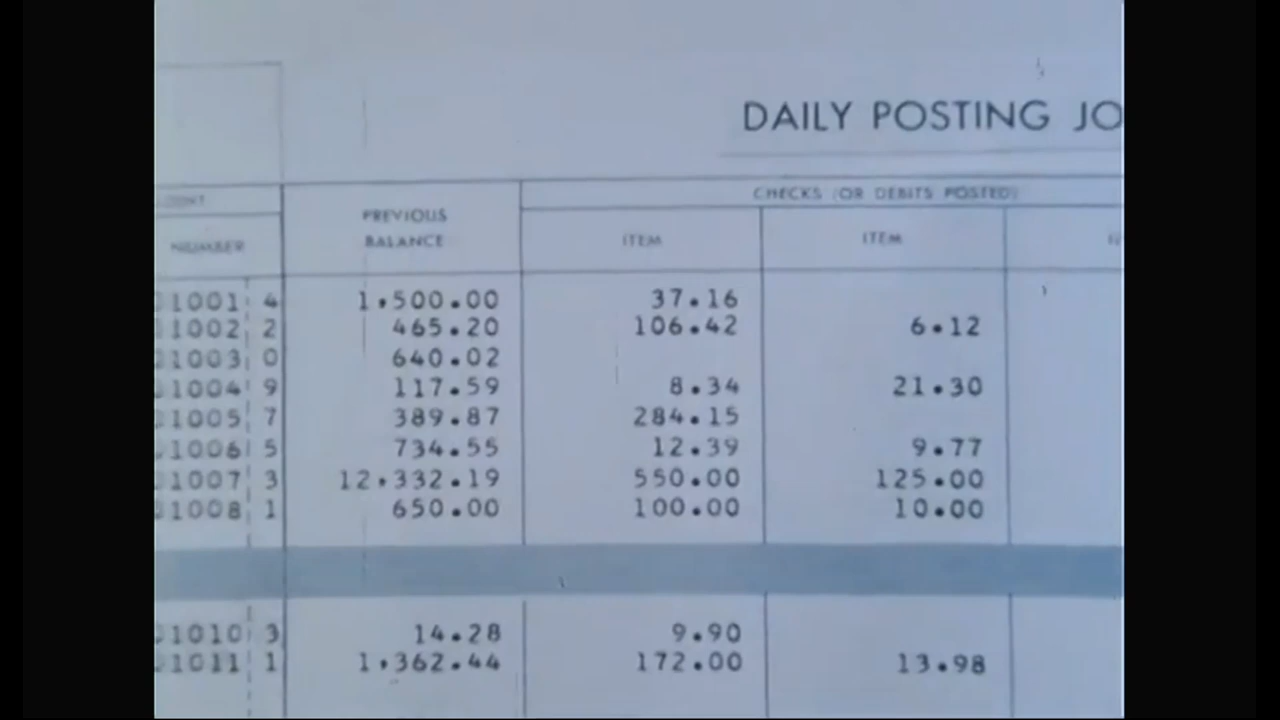 DAILY POSTING JO
CHECKS (OR DEBITS POSTED)
NUMBER PREVIOUS BALANCE ITEM ITEM
1001 4 1,500.00 37.16
1002 2 465.20 106.42 6.12
1003 0 640.02
1004 9 117.59 8.34 21.30
1005 7 389.87 284.15
1006 5 734.55 12.39 9.77
1007 3 12,332.19 550.00 125.00
1008 1 650.00 100.00 10.00
1010 3 14.28 9.90
1011 1 1,362.44 172.00 13.98